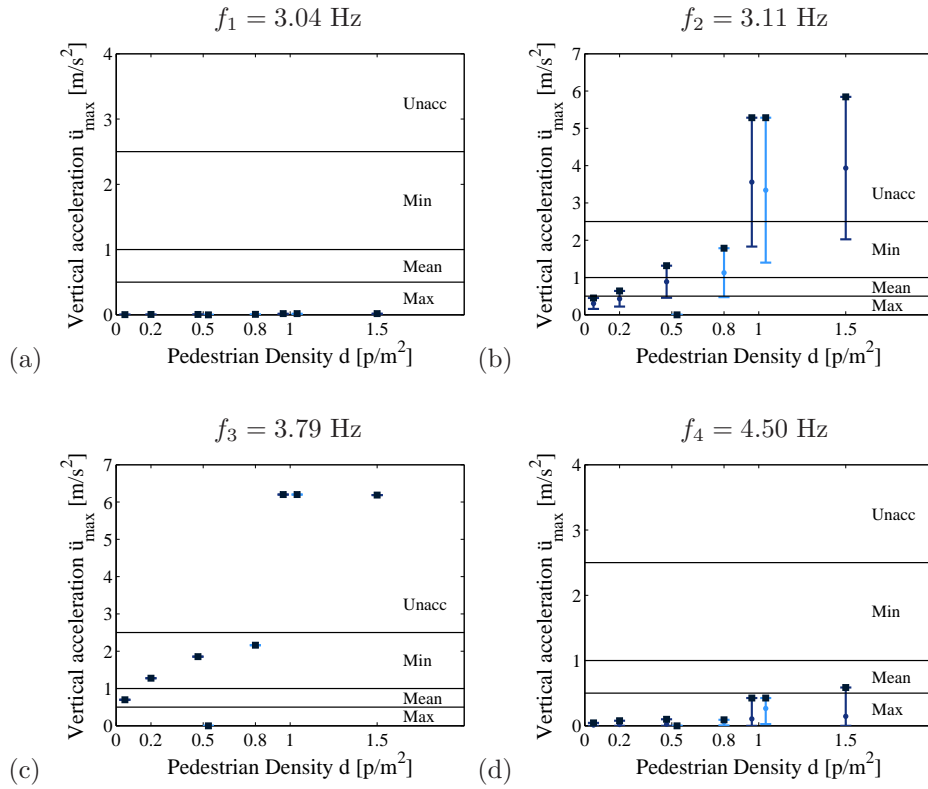 f₁ = 3.04 Hz
4
3
2
1
0
Vertical acceleration ü_max [m/s²]
Unacc
Min
Mean
Max
0 0.2 0.5 0.8 1 1.5
Pedestrian Density d [p/m²]
(a)
f₂ = 3.11 Hz
7
6
5
4
3
2
1
0
Vertical acceleration ü_max [m/s²]
Unacc
Min
Mean
Max
0 0.2 0.5 0.8 1 1.5
Pedestrian Density d [p/m²]
(b)
f₃ = 3.79 Hz
7
6
5
4
3
2
1
0
Vertical acceleration ü_max [m/s²]
Unacc
Min
Mean
Max
0 0.2 0.5 0.8 1 1.5
Pedestrian Density d [p/m²]
(c)
f₄ = 4.50 Hz
4
3
2
1
0
Vertical acceleration ü_max [m/s²]
Unacc
Min
Mean
Max
0 0.2 0.5 0.8 1 1.5
Pedestrian Density d [p/m²]
(d)